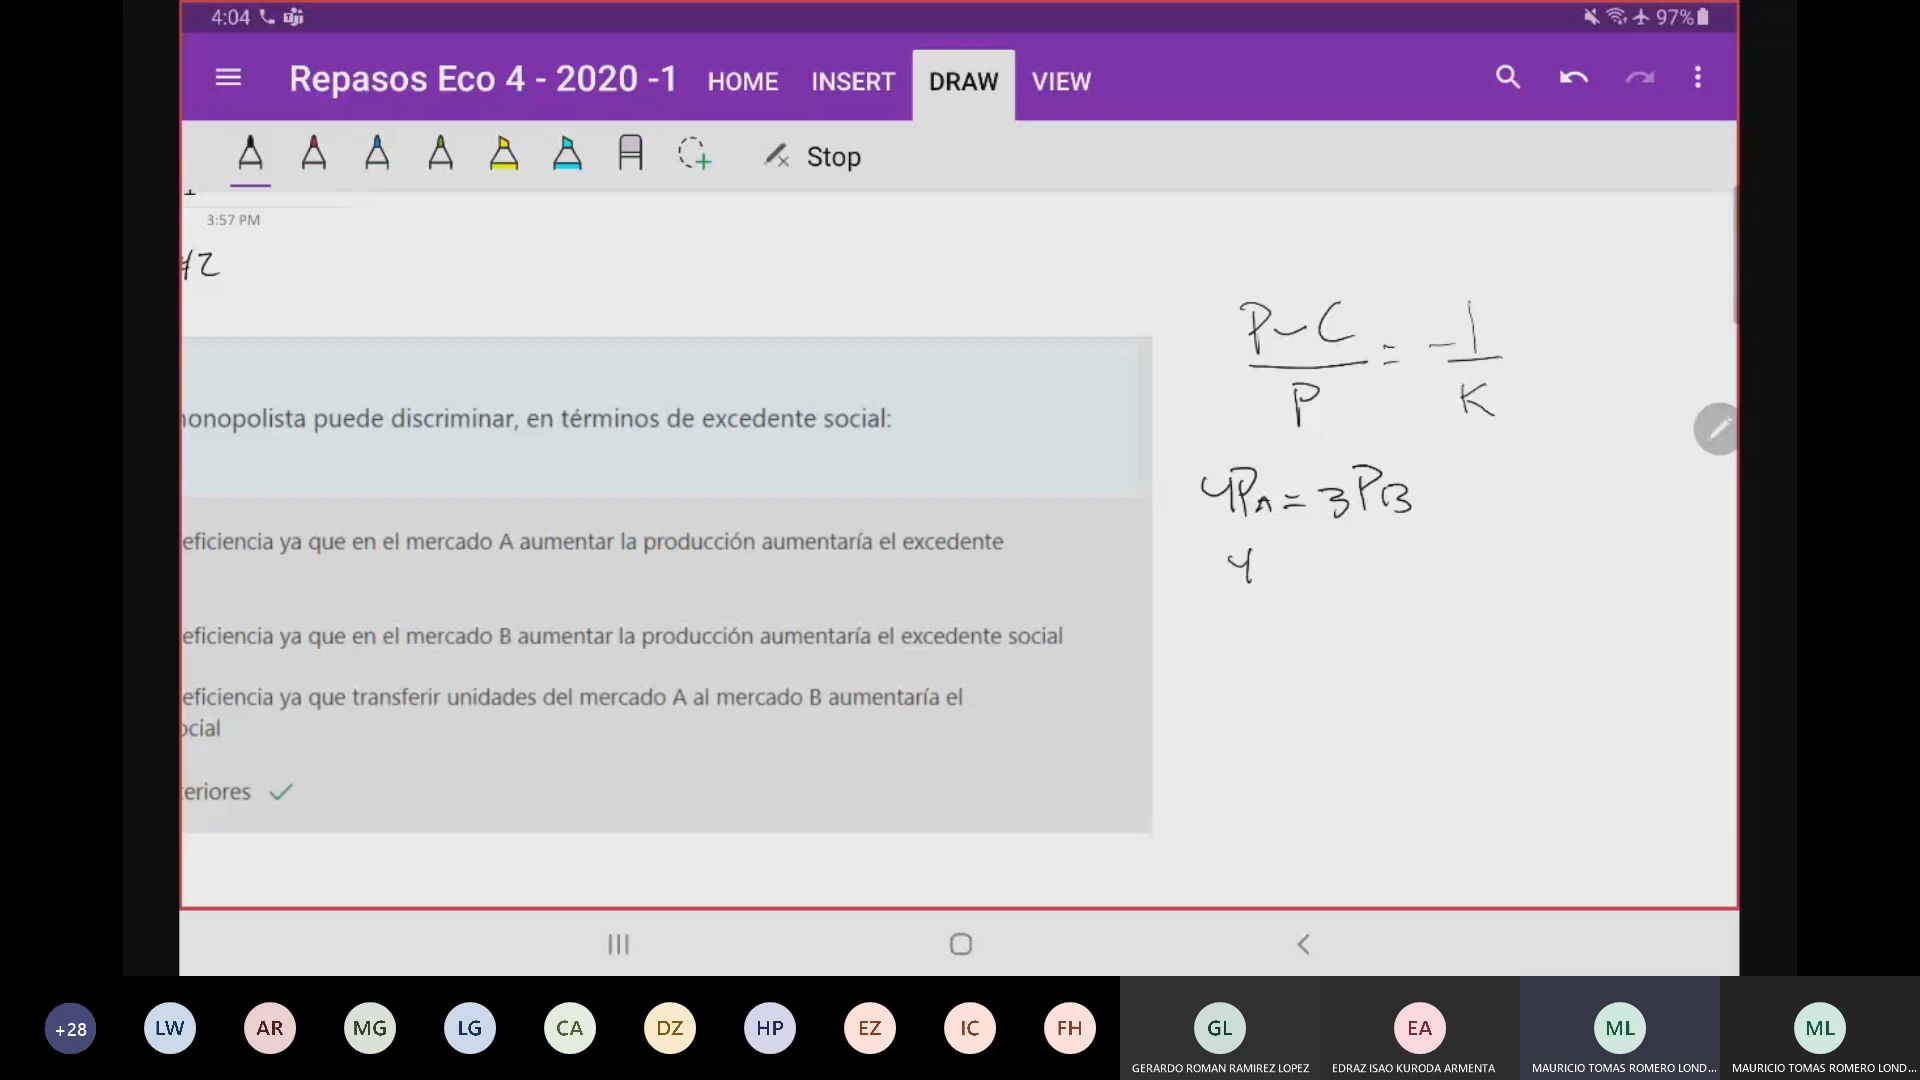 4:04 97%
Repasos Eco 4 - 2020 -1 HOME INSERT DRAW VIEW
Stop
3:57 PM
#2
monopolista puede discriminar, en términos de excedente social:
eficiencia ya que en el mercado A aumentar la producción aumentaría el excedente
eficiencia ya que en el mercado B aumentar la producción aumentaría el excedente social
eficiencia ya que transferir unidades del mercado A al mercado B aumentaría el
ocial
teriores
P-C = -1
P K
4PA = 3PB
4
+28 LW AR MG LG CA DZ HP EZ IC FH GL EA ML ML
GERARDO ROMAN RAMIREZ LOPEZ EDRAZ ISAO KURODA ARMENTA MAURICIO TOMAS ROMERO LOND... MAURICIO TOMAS ROMERO LOND...